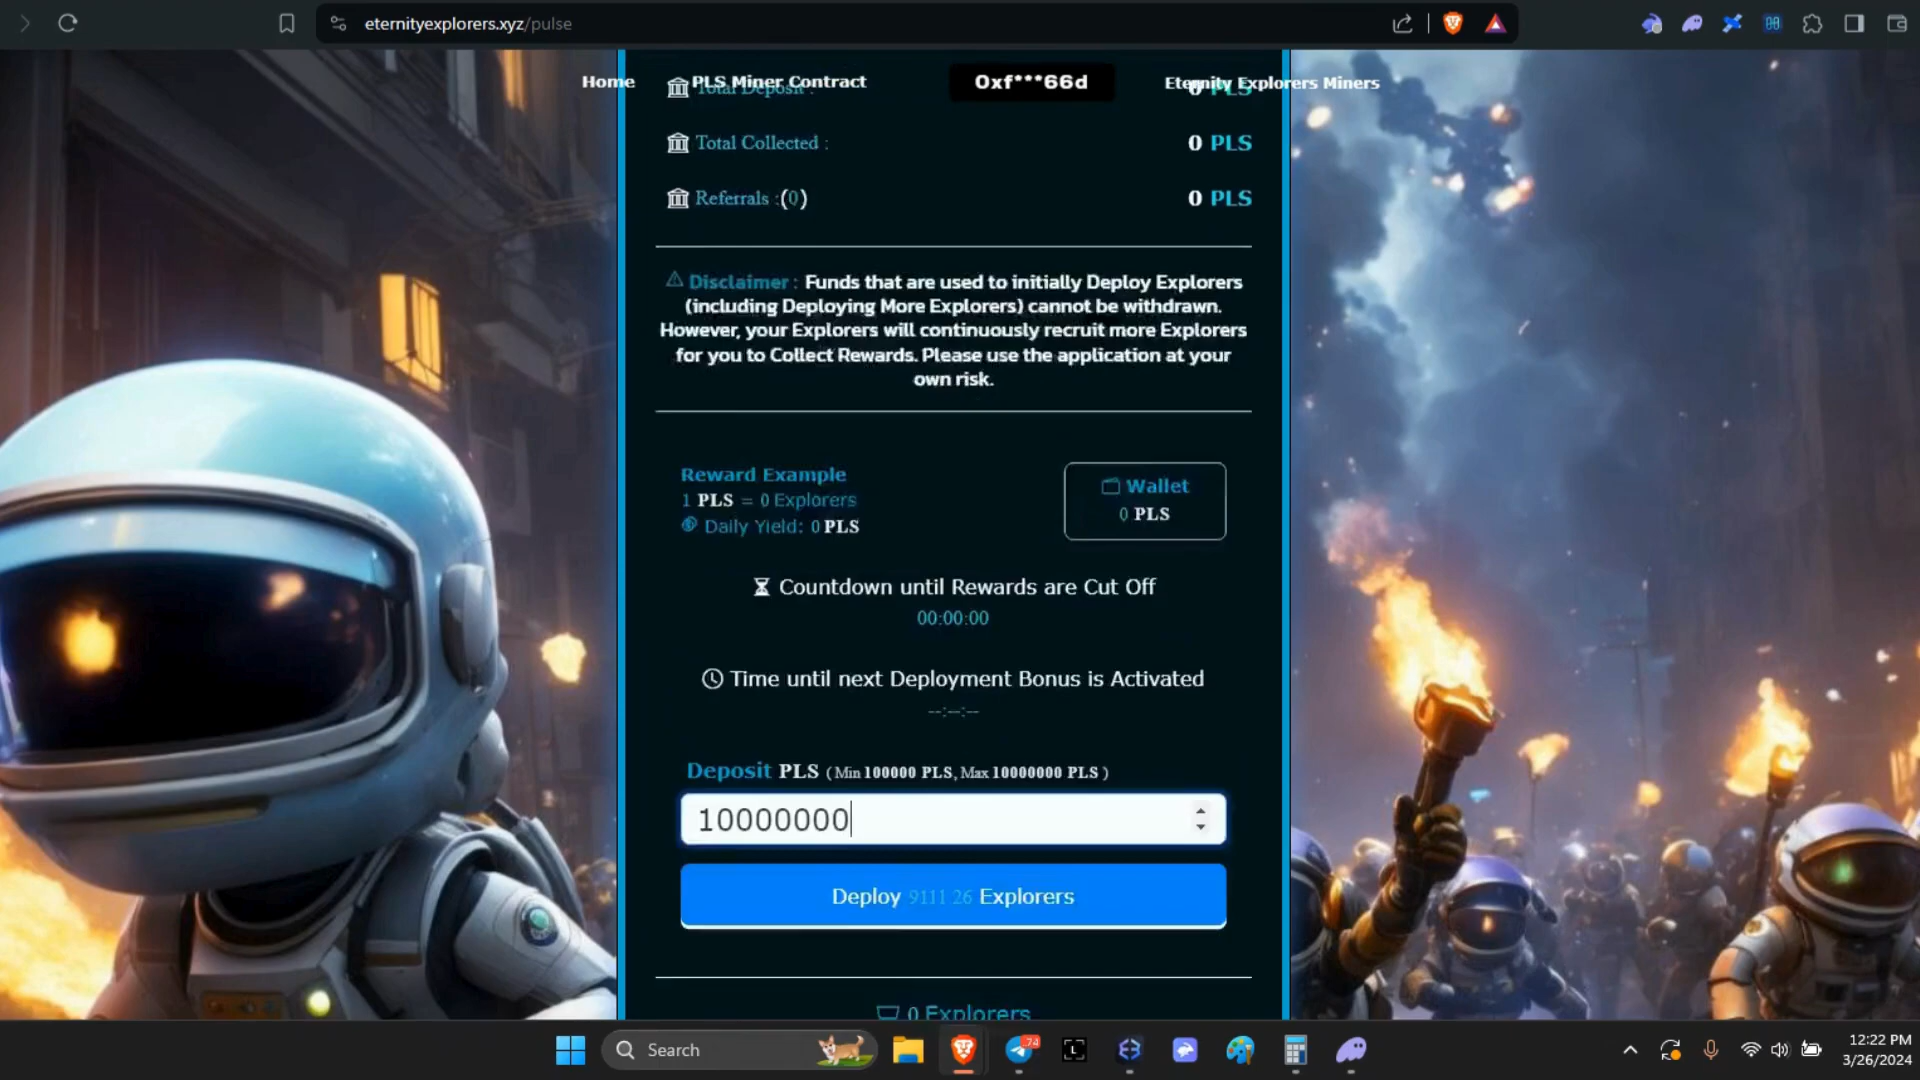 eternityexplorers.xyz/pulse
Home PLS Miner Contract 0xf***66d Eternity Explorers Miners
Total Deposit : 0 PLS
Total Collected : 0 PLS
Referrals :(0) 0 PLS
Disclaimer : Funds that are used to initially Deploy Explorers
(including Deploying More Explorers) cannot be withdrawn.
However, your Explorers will continuously recruit more Explorers
for you to Collect Rewards. Please use the application at your
own risk.
Reward Example
1 PLS = 0 Explorers
Daily Yield: 0 PLS
Wallet
0 PLS
Countdown until Rewards are Cut Off
00:00:00
Time until next Deployment Bonus is Activated
--:--:--
Deposit PLS ( Min 100000 PLS, Max 10000000 PLS )
10000000
Deploy 9111 26 Explorers
0 Explorers
Search
74
12:22 PM
3/26/2024